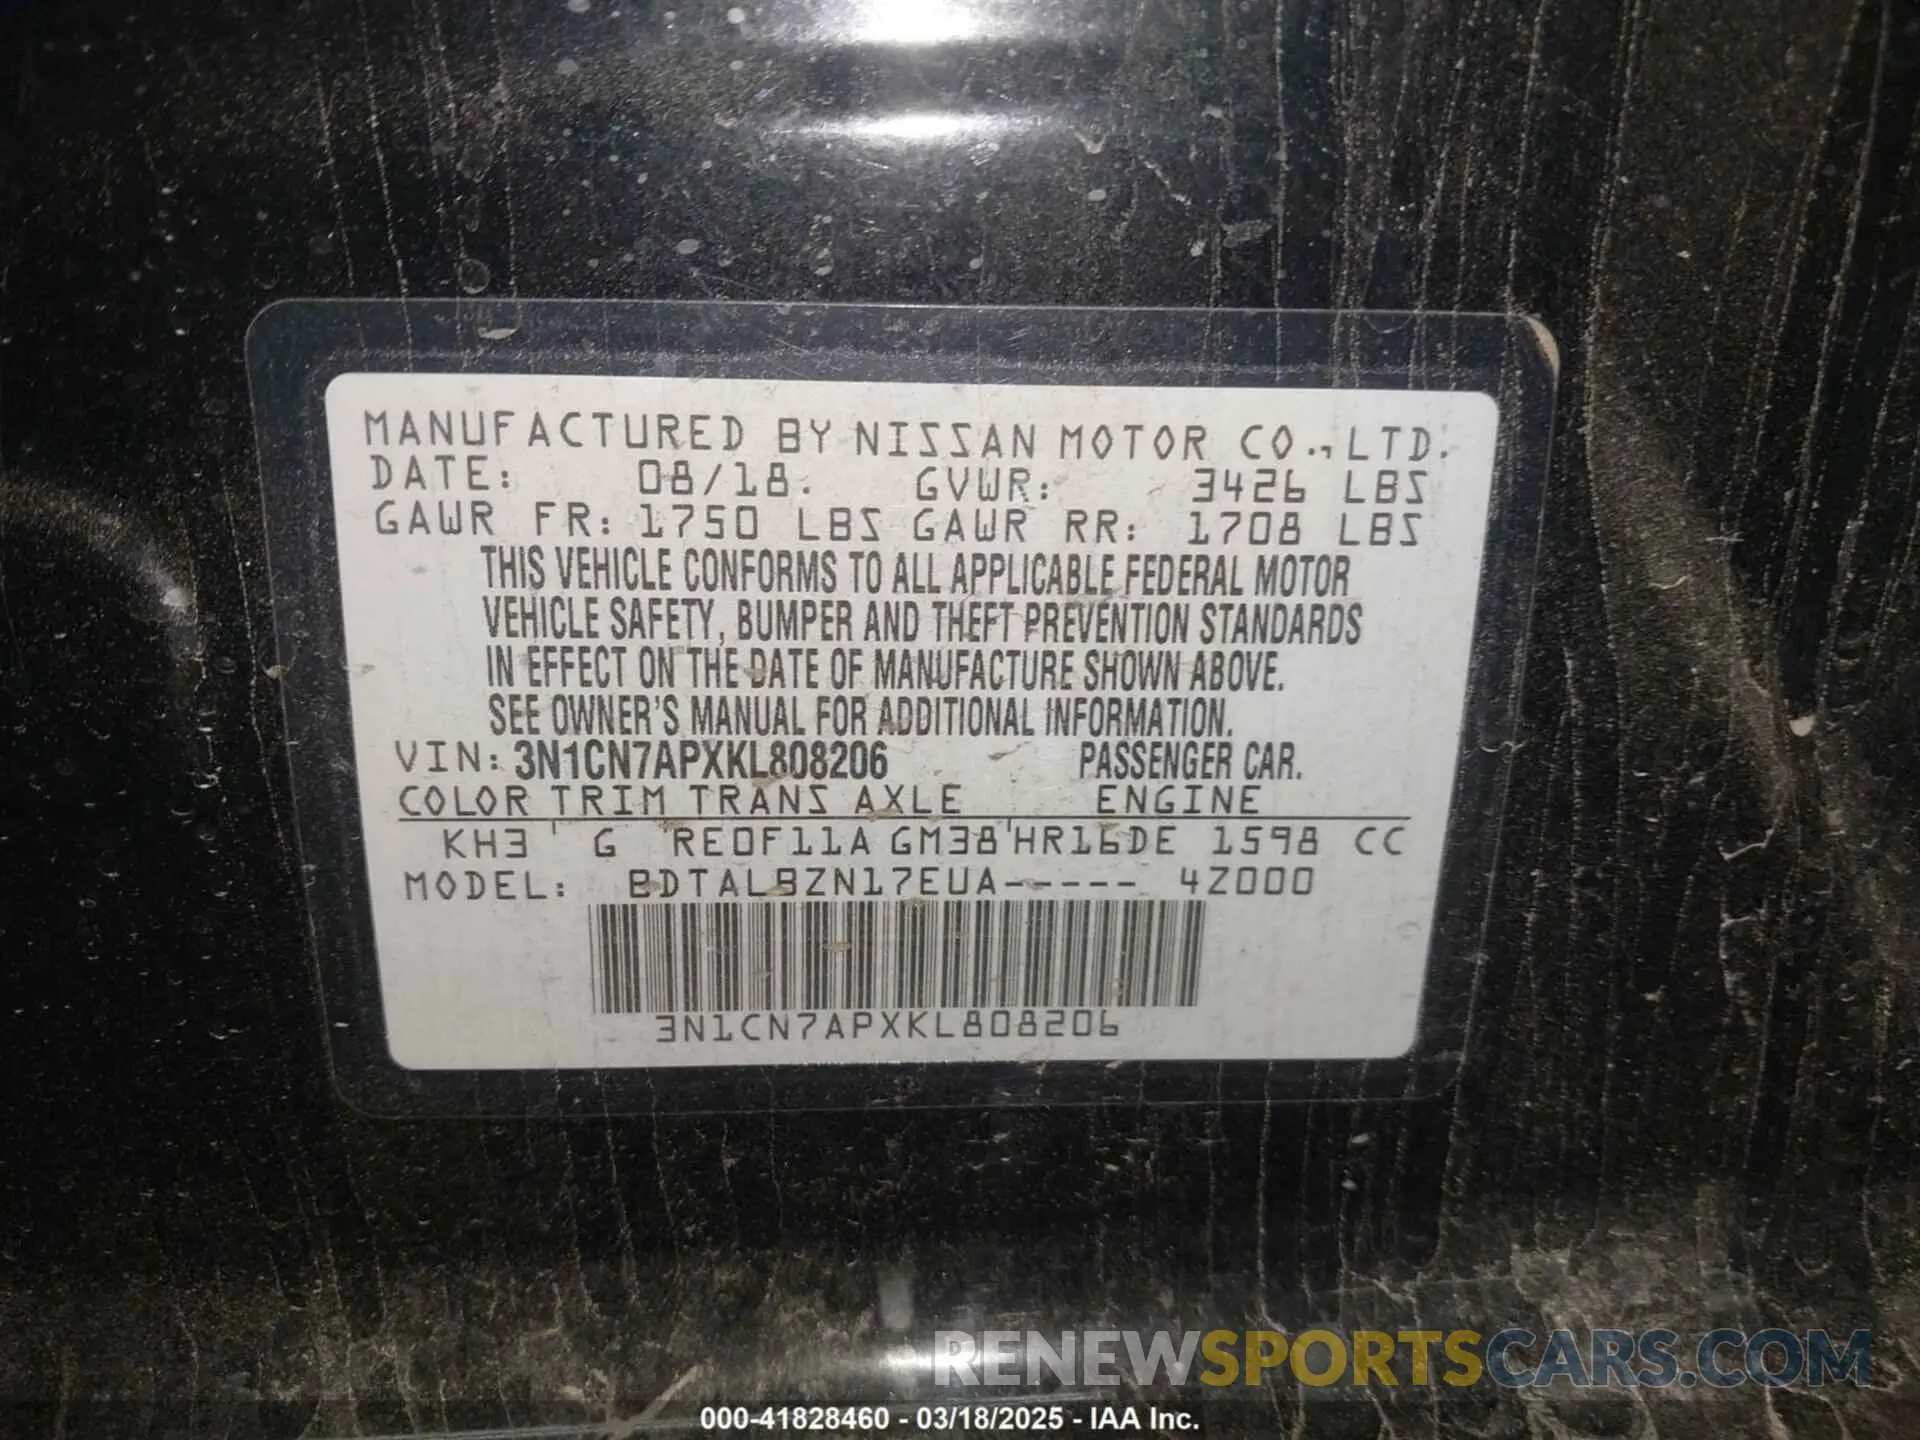 MANUFACTURED BY NISSAN MOTOR CO., LTD.
DATE: 08/18. GVWR: 3426 LBS
GAWR FR: 1750 LBS GAWR RR: 1708 LBS
THIS VEHICLE CONFORMS TO ALL APPLICABLE FEDERAL MOTOR
VEHICLE SAFETY, BUMPER AND THEFT PREVENTION STANDARDS
IN EFFECT ON THE DATE OF MANUFACTURE SHOWN ABOVE.
SEE OWNER'S MANUAL FOR ADDITIONAL INFORMATION.
VIN: 3N1CN7APXKL808206 PASSENGER CAR.
COLOR TRIM TRANS AXLE ENGINE
KH3 G RE0F11A GM38 HR16DE 1598 CC
MODEL: BDTALBZN17EUA----- 4Z000
3N1CN7APXKL808206
RENEWSPORTSCARS.COM
000-41828460 - 03/18/2025 - IAA Inc.